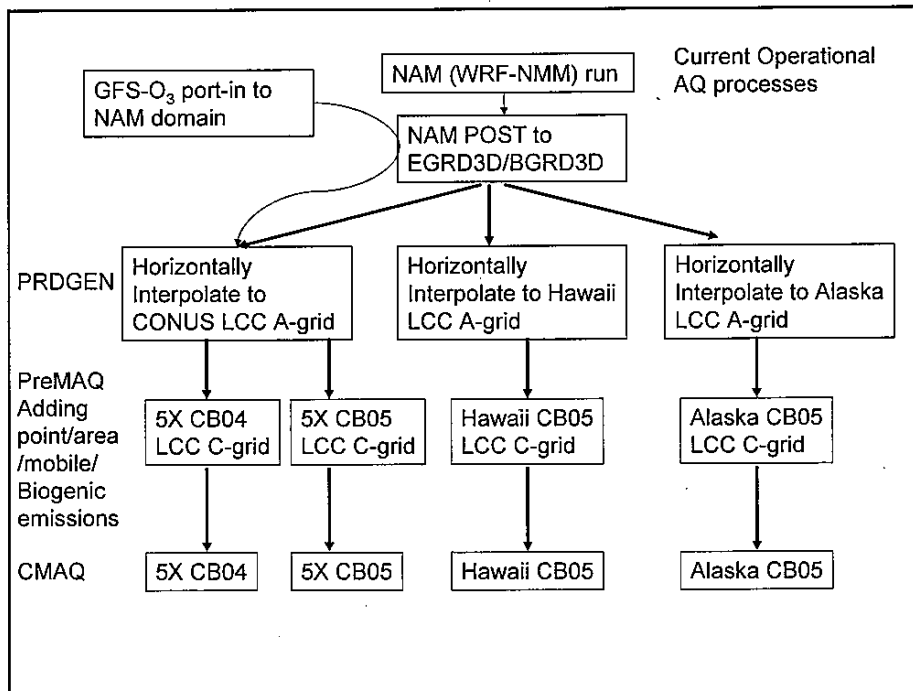 Current Operational
AQ processes
NAM (WRF-NMM) run
GFS-O₃ port-in to
NAM domain
NAM POST to
EGRD3D/BGRD3D
PRDGEN
Horizontally
Interpolate to
CONUS LCC A-grid
Horizontally
Interpolate to Hawaii
LCC A-grid
Horizontally
Interpolate to Alaska
LCC A-grid
PreMAQ
Adding
point/area
/mobile/
Biogenic
emissions
5X CB04
LCC C-grid
5X CB05
LCC C-grid
Hawaii CB05
LCC C-grid
Alaska CB05
LCC C-grid
CMAQ
5X CB04
5X CB05
Hawaii CB05
Alaska CB05